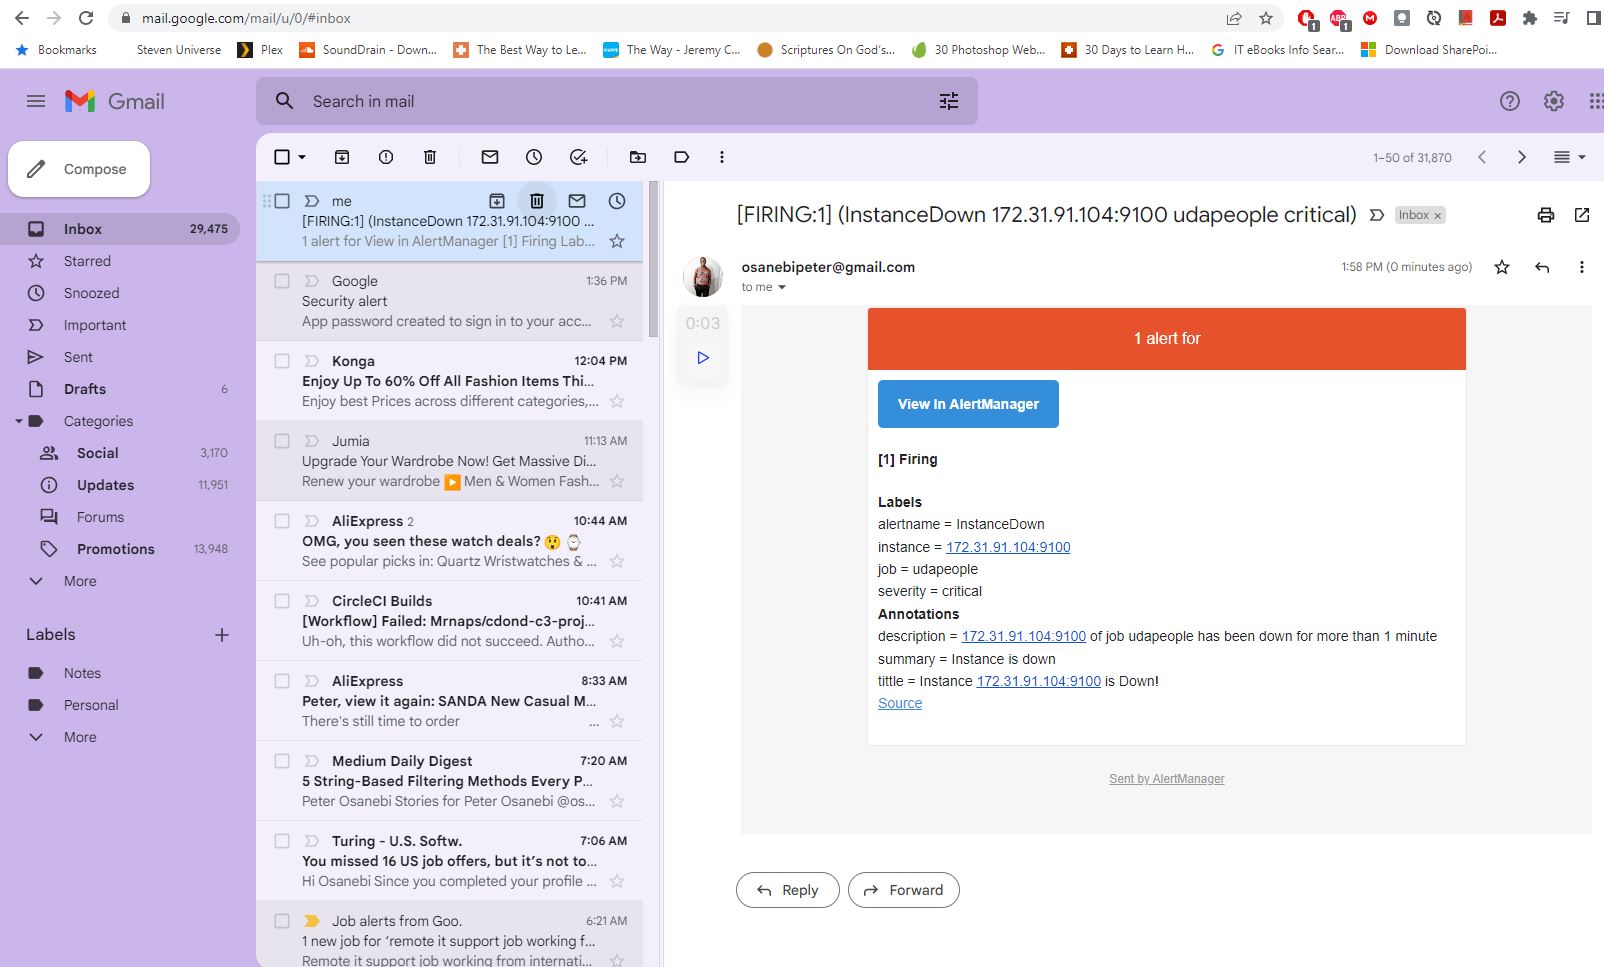 mail.google.com/mail/u/0/#inbox
1
ABP
1
Bookmarks
Steven Universe
Plex
SoundDrain - Down...
The Best Way to Le...
The Way - Jeremy C...
Scriptures On God's...
30 Photoshop Web...
30 Days to Learn H...
IT eBooks Info Sear...
Download SharePoi...
Gmail
Search in mail
Compose
1–50 of 31,870
Inbox 29,475
Starred
Snoozed
Important
Sent
Drafts 6
Categories
Social 3,170
Updates 11,951
Forums
Promotions 13,948
More
Labels
Notes
Personal
More
me
[FIRING:1] (InstanceDown 172.31.91.104:9100 ...
1 alert for View in AlertManager [1] Firing Lab...
Google 1:36 PM
Security alert
App password created to sign in to your acc...
Konga 12:04 PM
Enjoy Up To 60% Off All Fashion Items Thi...
Enjoy best Prices across different categories,...
Jumia 11:13 AM
Upgrade Your Wardrobe Now! Get Massive Di...
Renew your wardrobe ▶️ Men & Women Fash...
AliExpress 2 10:44 AM
OMG, you seen these watch deals? 😲 ⌚
See popular picks in: Quartz Wristwatches & ...
CircleCI Builds 10:41 AM
[Workflow] Failed: Mrnaps/cdond-c3-proj...
Uh-oh, this workflow did not succeed. Autho...
AliExpress 8:33 AM
Peter, view it again: SANDA New Casual M...
There's still time to order ...
Medium Daily Digest 7:20 AM
5 String-Based Filtering Methods Every P...
Peter Osanebi Stories for Peter Osanebi @os...
Turing - U.S. Softw. 7:06 AM
You missed 16 US job offers, but it's not to...
Hi Osanebi Since you completed your profile ...
Job alerts from Goo. 6:21 AM
1 new job for 'remote it support job working f...
Remote it support job working from internati...
[FIRING:1] (InstanceDown 172.31.91.104:9100 udapeople critical)
Inbox ×
osanebipeter@gmail.com
1:58 PM (0 minutes ago)
to me
0:03
1 alert for
View In AlertManager
[1] Firing
Labels
alertname = InstanceDown
instance = 172.31.91.104:9100
job = udapeople
severity = critical
Annotations
description = 172.31.91.104:9100 of job udapeople has been down for more than 1 minute
summary = Instance is down
tittle = Instance 172.31.91.104:9100 is Down!
Source
Sent by AlertManager
Reply
Forward